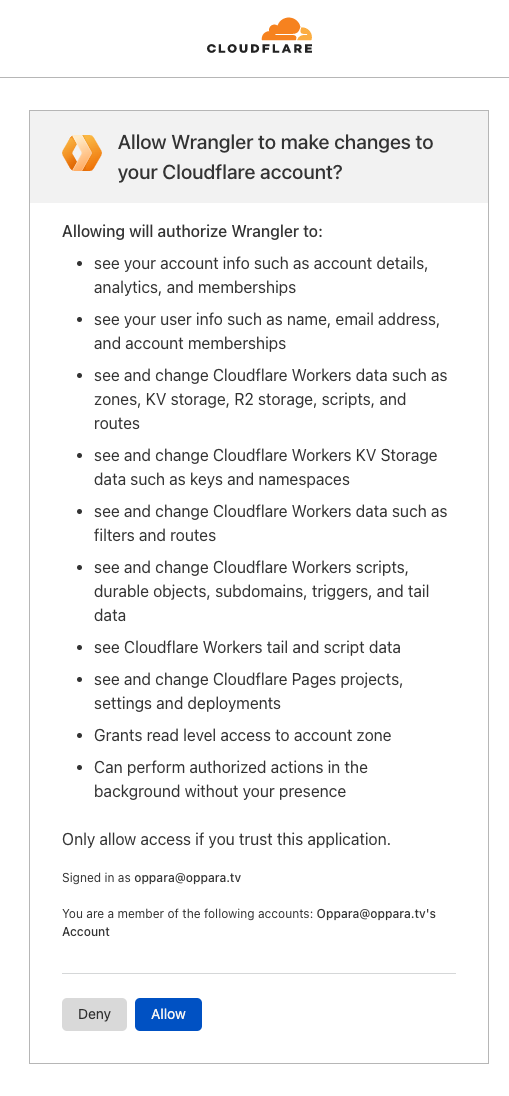 CLOUDFLARE
Allow Wrangler to make changes to
your Cloudflare account?
Allowing will authorize Wrangler to:
• see your account info such as account details,
analytics, and memberships
• see your user info such as name, email address,
and account memberships
• see and change Cloudflare Workers data such as
zones, KV storage, R2 storage, scripts, and
routes
• see and change Cloudflare Workers KV Storage
data such as keys and namespaces
• see and change Cloudflare Workers data such as
filters and routes
• see and change Cloudflare Workers scripts,
durable objects, subdomains, triggers, and tail
data
• see Cloudflare Workers tail and script data
• see and change Cloudflare Pages projects,
settings and deployments
• Grants read level access to account zone
• Can perform authorized actions in the
background without your presence
Only allow access if you trust this application.
Signed in as oppara@oppara.tv
You are a member of the following accounts: Oppara@oppara.tv's
Account
Deny Allow